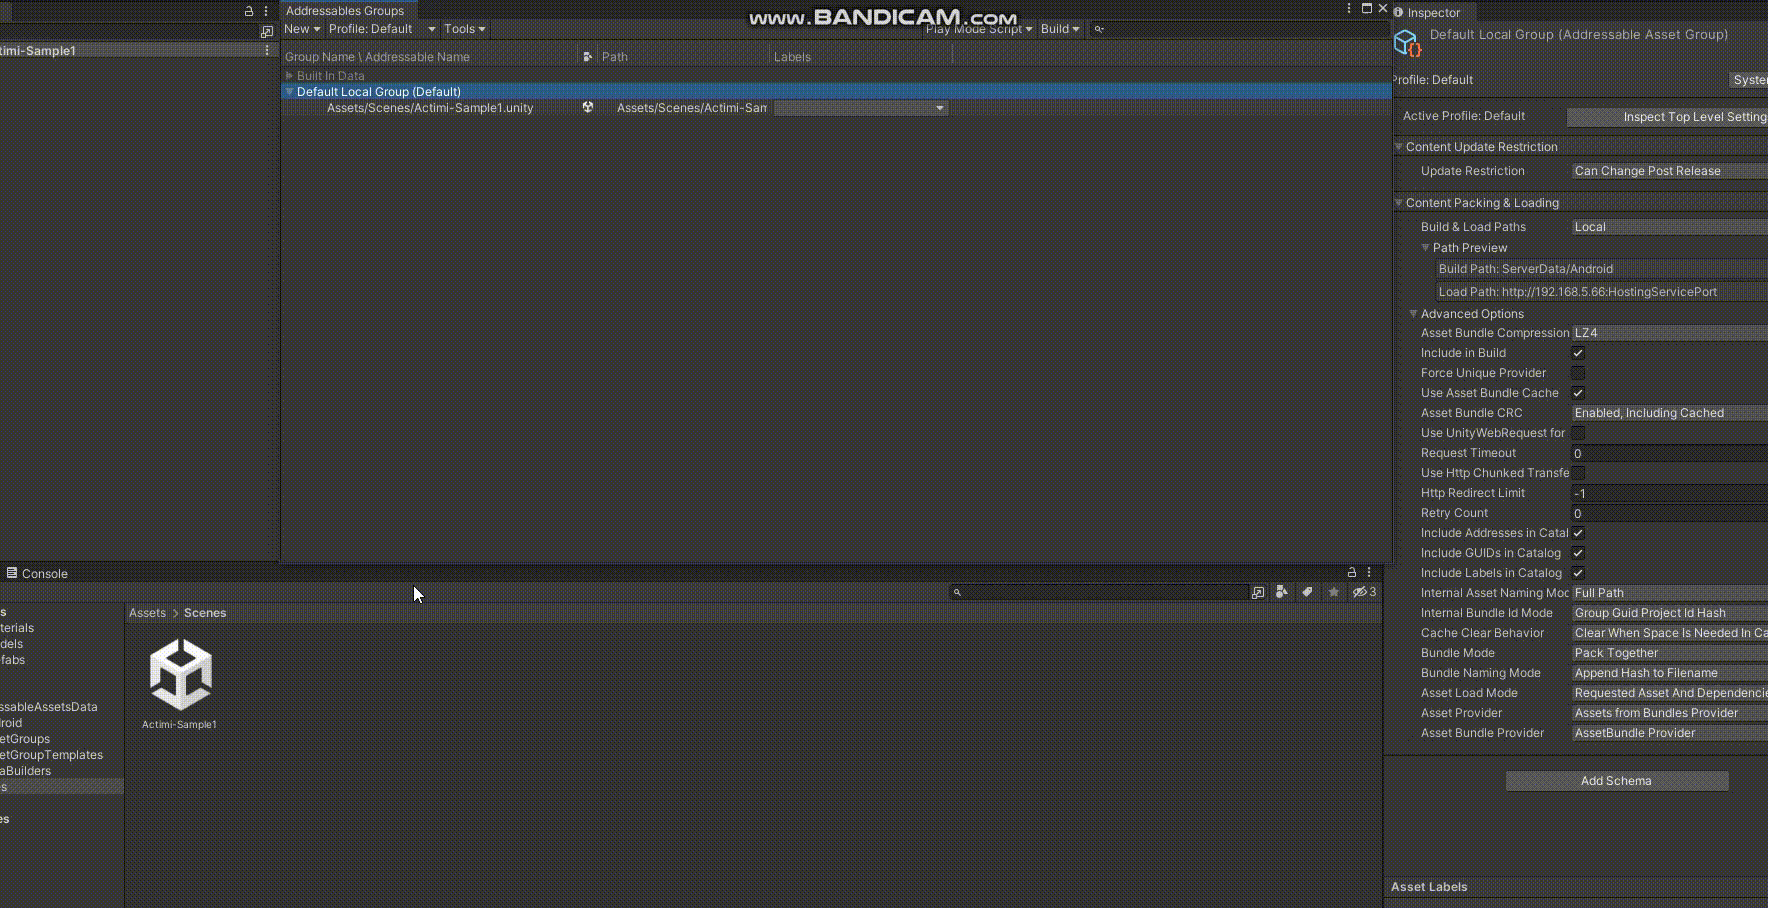 www.BANDICAM.com
Actimi-Sample1
Addressables Groups
New Profile: Default Tools Play Mode Script Build
Group Name \ Addressable Name Path Labels
Built In Data
Default Local Group (Default)
Assets/Scenes/Actimi-Sample1.unity Assets/Scenes/Actimi-Sam
Console
3
s
terials
dels
fabs
ssableAssetsData
droid
etGroups
etGroupTemplates
aBuilders
s
es
Assets > Scenes
Actimi-Sample1
Inspector
Default Local Group (Addressable Asset Group)
Profile: Default Syster
Active Profile: Default Inspect Top Level Setting
Content Update Restriction
Update Restriction Can Change Post Release
Content Packing & Loading
Build & Load Paths Local
Path Preview
Build Path: ServerData/Android
Load Path: http://192.168.5.66:HostingServicePort
Advanced Options
Asset Bundle Compression LZ4
Include in Build
Force Unique Provider
Use Asset Bundle Cache
Asset Bundle CRC Enabled, Including Cached
Use UnityWebRequest for
Request Timeout 0
Use Http Chunked Transfe
Http Redirect Limit -1
Retry Count 0
Include Addresses in Catal
Include GUIDs in Catalog
Include Labels in Catalog
Internal Asset Naming Moc Full Path
Internal Bundle Id Mode Group Guid Project Id Hash
Cache Clear Behavior Clear When Space Is Needed In Ca
Bundle Mode Pack Together
Bundle Naming Mode Append Hash to Filename
Asset Load Mode Requested Asset And Dependencie
Asset Provider Assets from Bundles Provider
Asset Bundle Provider AssetBundle Provider
Add Schema
Asset Labels